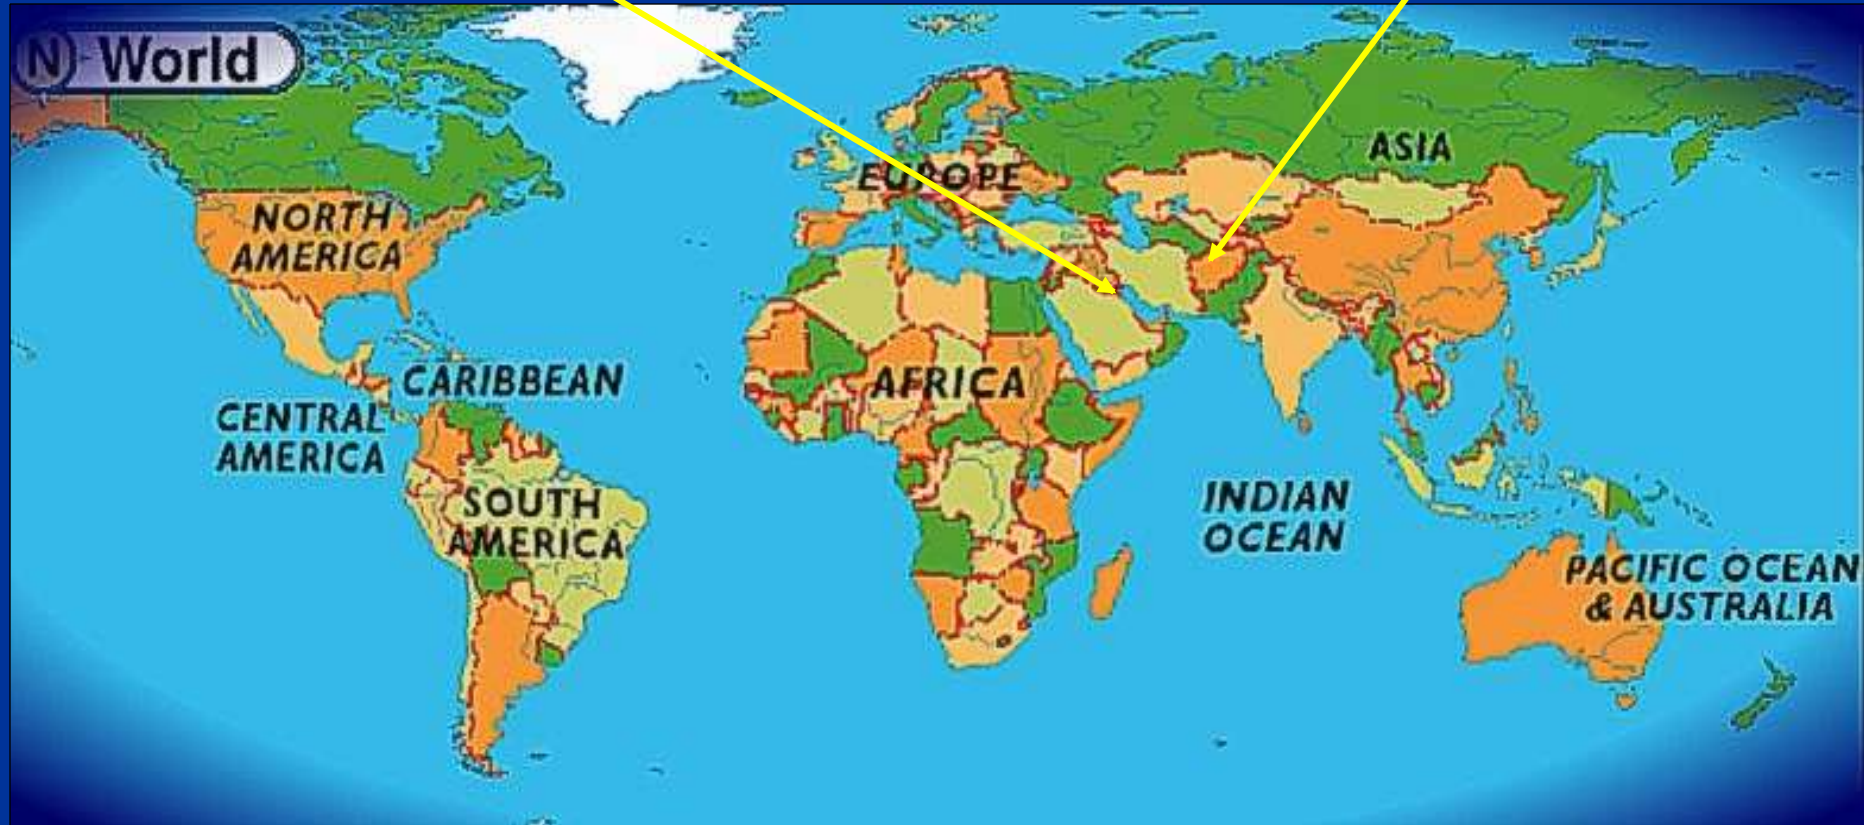 N World
ASIA
EUROPE
NORTH
AMERICA
CARIBBEAN
AFRICA
CENTRAL
AMERICA
SOUTH
AMERICA
INDIAN
OCEAN
PACIFIC OCEAN
& AUSTRALIA